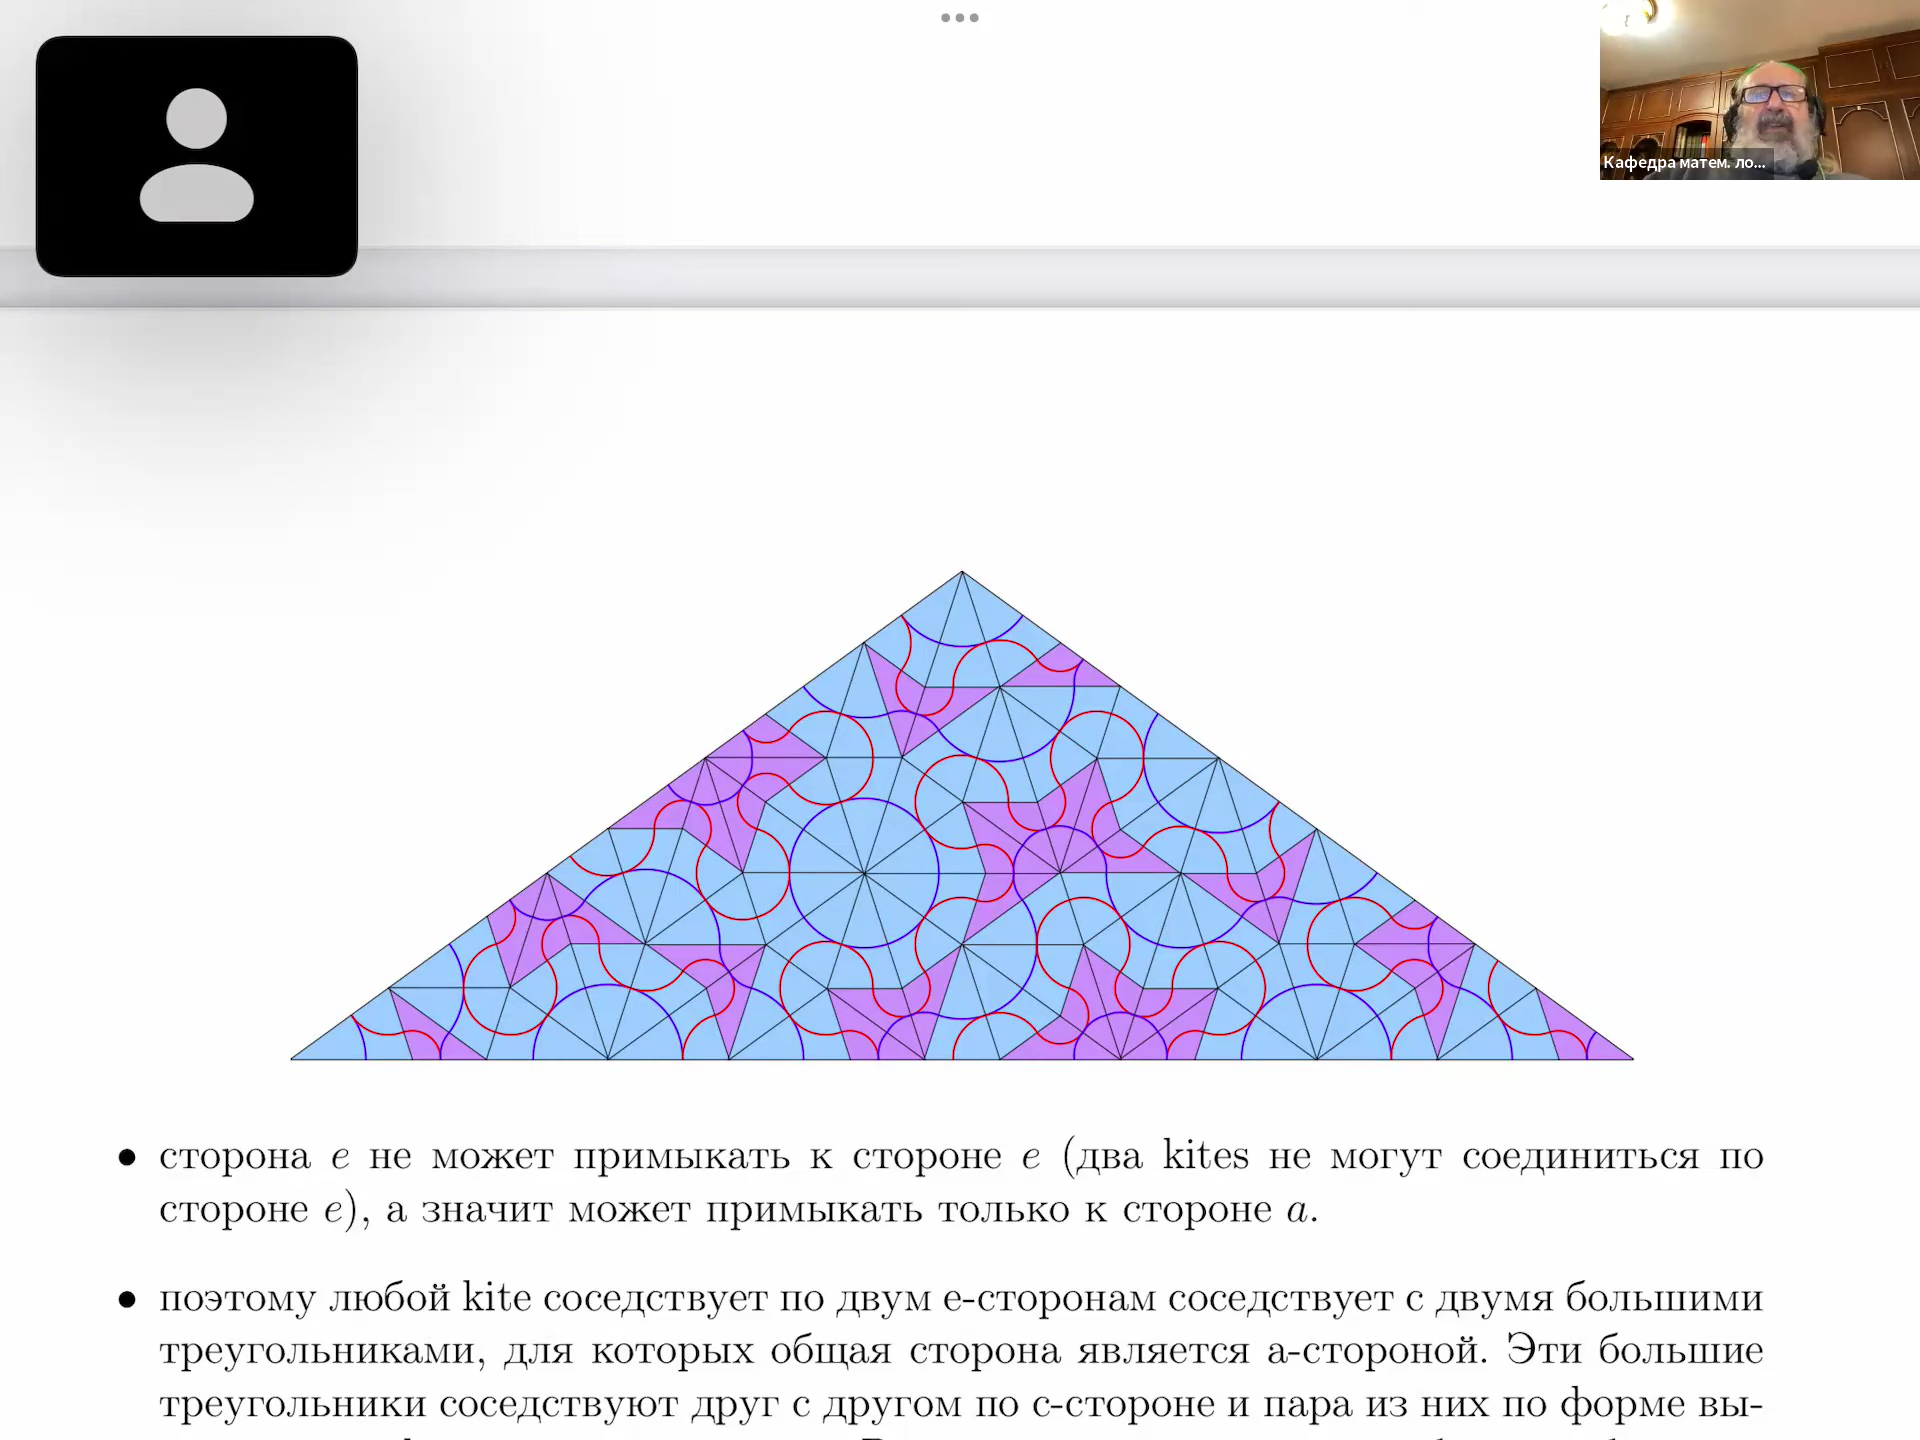 Кафедра матем. ло...
• сторона e не может примыкать к стороне e (два kites не могут соединиться по
стороне e), а значит может примыкать только к стороне a.
• поэтому любой kite соседствует по двум е-сторонам соседствует с двумя большими
треугольниками, для которых общая сторона является а-стороной. Эти большие
треугольники соседствуют друг с другом по с-стороне и пара из них по форме вы-